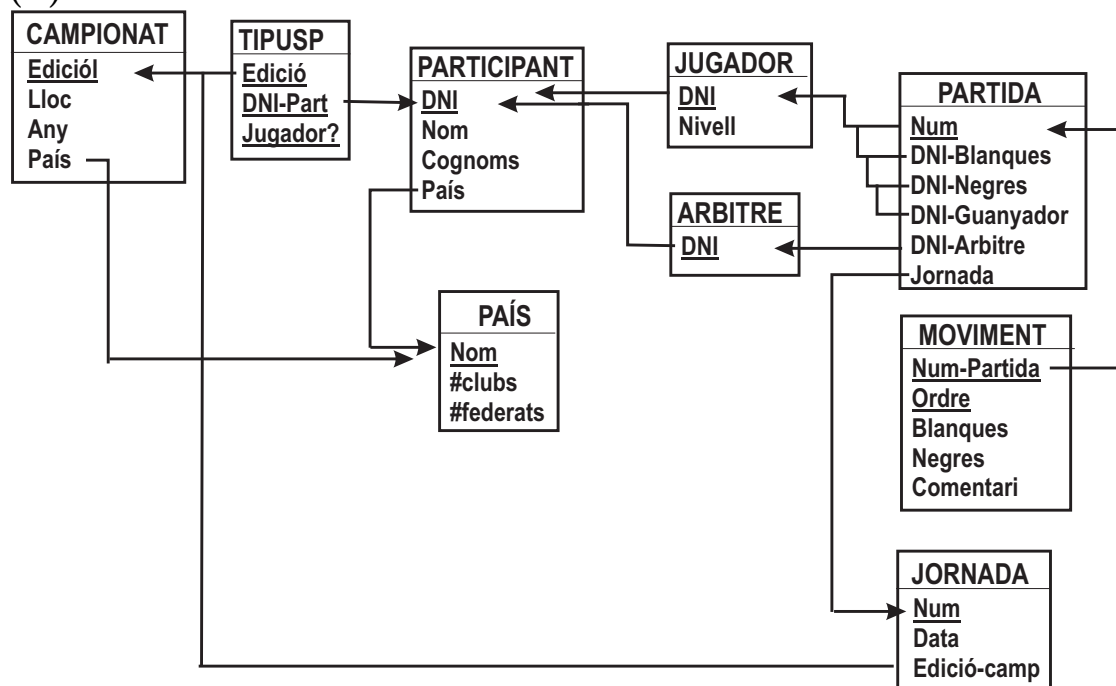 CAMPIONAT
Ediciól
Lloc
Any
País
TIPUSP
Edició
DNI-Part
Jugador?
PARTICIPANT
DNI
Nom
Cognoms
País
JUGADOR
DNI
Nivell
ARBITRE
DNI
PARTIDA
Num
DNI-Blanques
DNI-Negres
DNI-Guanyador
DNI-Arbitre
Jornada
PAÍS
Nom
#clubs
#federats
MOVIMENT
Num-Partida
Ordre
Blanques
Negres
Comentari
JORNADA
Num
Data
Edició-camp